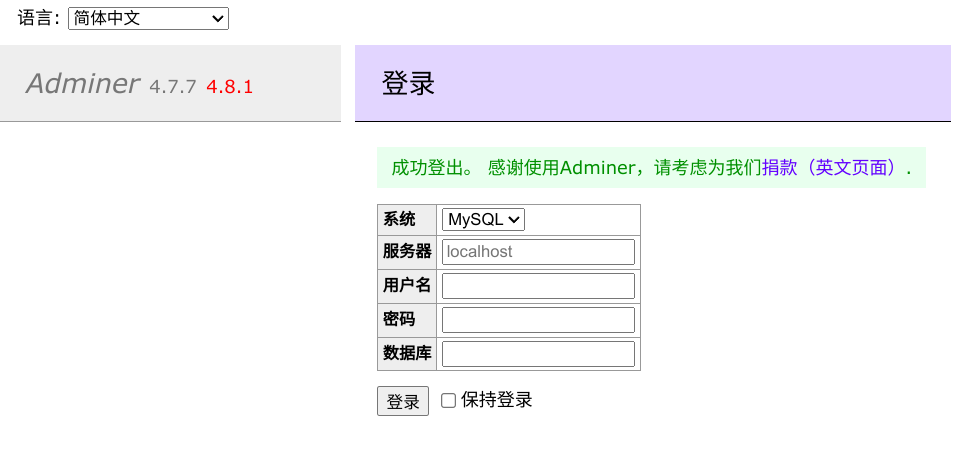 语言: 简体中文
Adminer 4.7.7 4.8.1
登录
成功登出。 感谢使用Adminer，请考虑为我们捐款（英文页面）.
系统 MySQL
服务器 localhost
用户名
密码
数据库
登录 保持登录